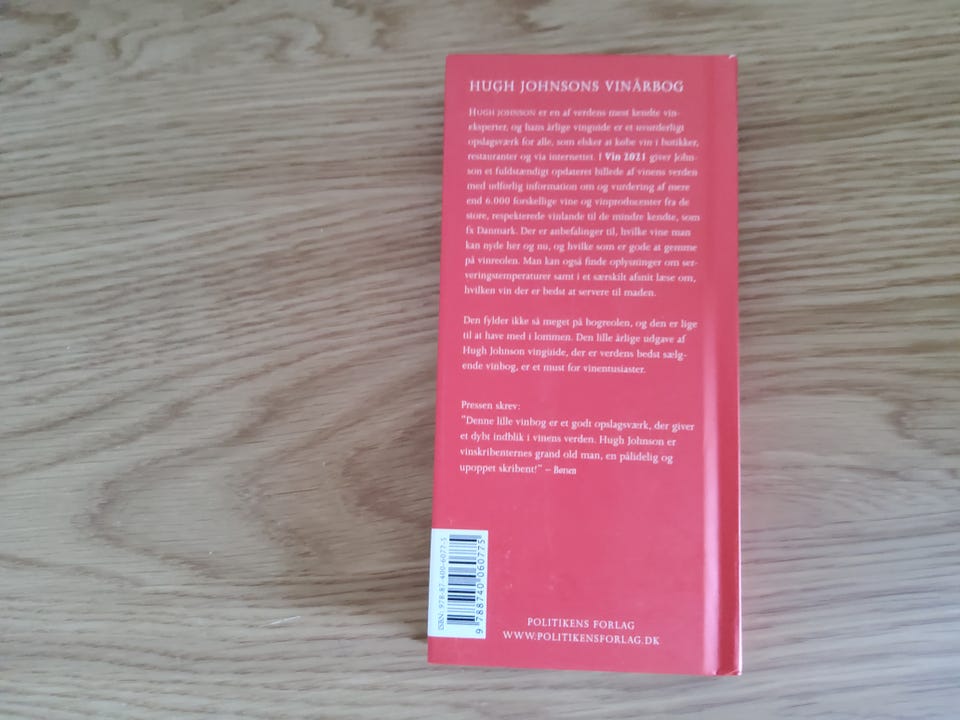 HUGH JOHNSONS VINÅRBOG
HUGH JOHNSON er en af verdens mest kendte vin-
eksperter, og hans årlige vinguide er et uvurderligt
opslagsværk for alle, som elsker at købe vin i butikker,
restauranter og via internettet. I Vin 2021 giver John-
son et fuldstændigt opdateret billede af vinens verden
med udførlig information om og vurdering af mere
end 6.000 forskellige vine og vinproducenter fra de
store, respekterede vinlande til de mindre kendte, som
fx Danmark. Der er anbefalinger til, hvilke vine man
kan nyde her og nu, og hvilke som er gode at gemme
på vinreolen. Man kan også finde oplysninger om ser-
veringstemperaturer samt i et særskilt afsnit læse om,
hvilken vin der er bedst at servere til maden.
Den fylder ikke så meget på bogreolen, og den er lige
til at have med i lommen. Den lille årlige udgave af
Hugh Johnson vinguide, der er verdens bedst sælg-
ende vinbog, er et must for vinentusiaster.
Pressen skrev:
"Denne lille vinbog er et godt opslagsværk, der giver
et dybt indblik i vinens verden. Hugh Johnson er
vinskribenternes grand old man, en pålidelig og
upoppet skribent!" – Børsen
ISBN: 978-87-400-6077-5
9 788740 060775
POLITIKENS FORLAG
WWW.POLITIKENSFORLAG.DK